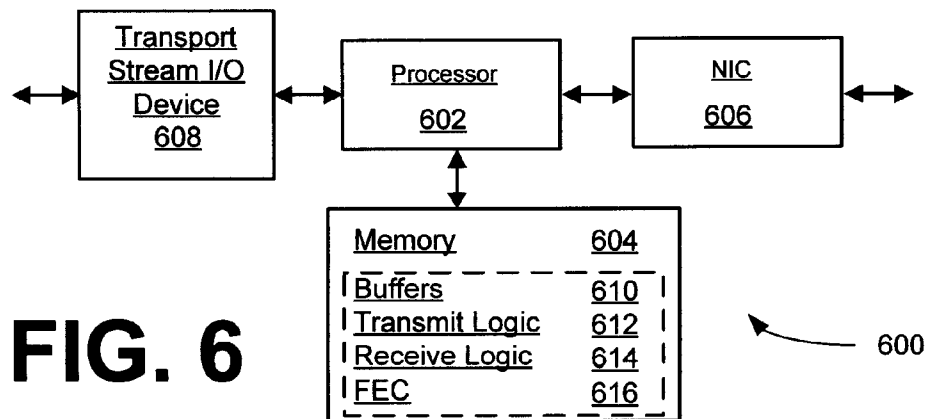 Transport
Stream I/O
Device
608
Processor
602
NIC
606
Memory 604
Buffers 610
Transmit Logic 612
Receive Logic 614
FEC 616
600
FIG. 6